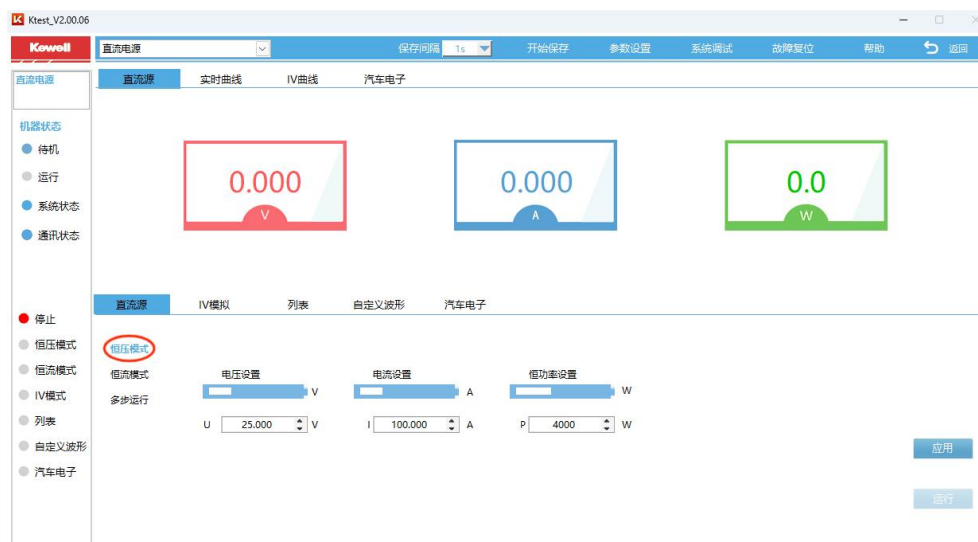 Ktest_V2.00.06
Kewell
直流电源
保存间隔 1s 开始保存 参数设置 系统调试 故障复位 帮助 返回
直流电源
直流源 实时曲线 IV曲线 汽车电子
机器状态
待机
运行
系统状态
通讯状态
0.000
V
0.000
A
0.0
W
直流源 IV模拟 列表 自定义波形 汽车电子
停止
恒压模式
恒流模式
IV模式
列表
自定义波形
汽车电子
恒压模式
恒流模式
多步运行
电压设置 电流设置 恒功率设置
V A W
U 25.000 V I 100.000 A P 4000 W
应用
运行